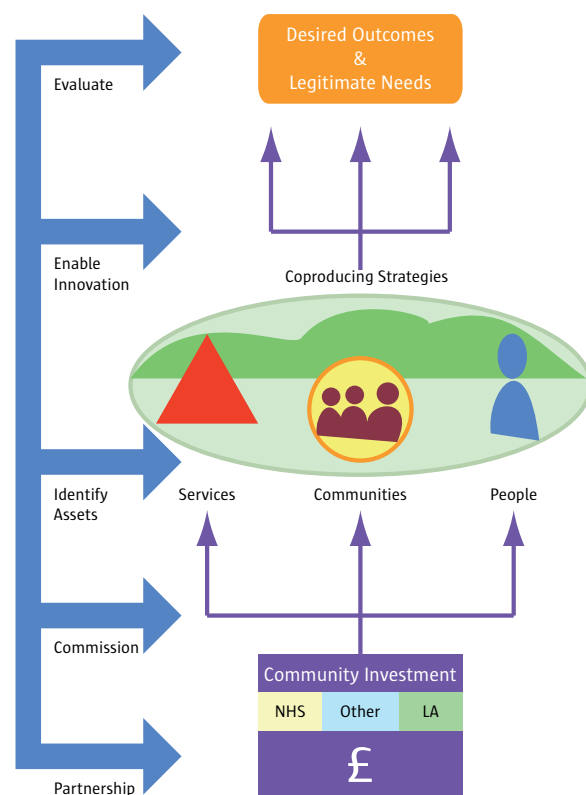 Desired Outcomes
&
Legitimate Needs
Evaluate
Enable
Innovation
Coproducing Strategies
Identify
Assets
Services
Communities
People
Commission
Community Investment
NHS
Other
LA
£
Partnership